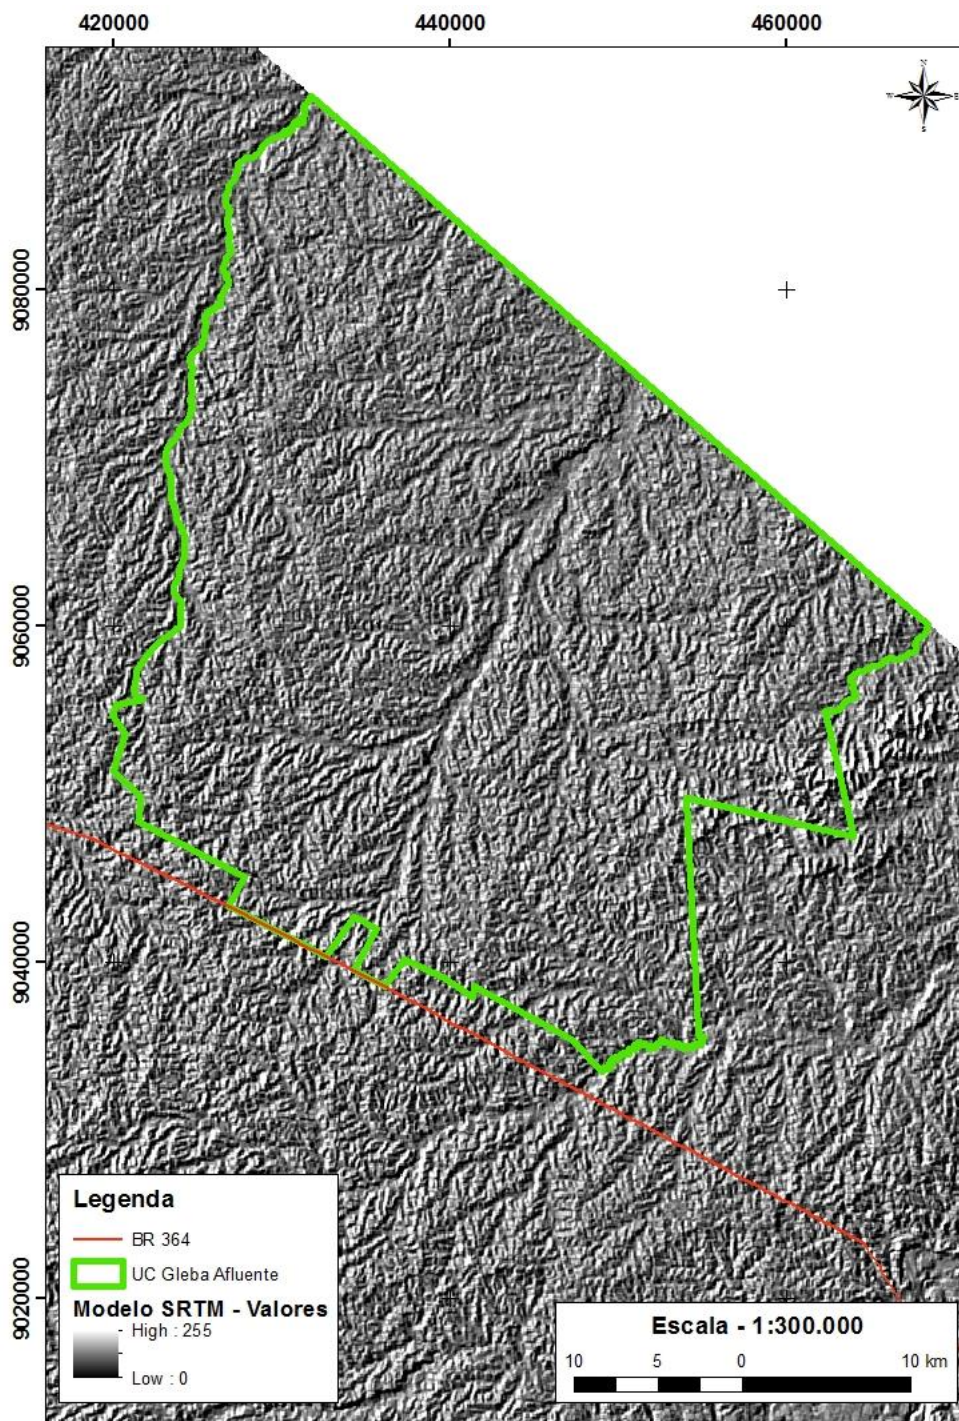 420000
440000
460000
N
W
E
S
9080000
9060000
9040000
9020000
Legenda
BR 364
UC Gleba Afluente
Modelo SRTM - Valores
High : 255
Low : 0
Escala - 1:300.000
10 5 0 10 km